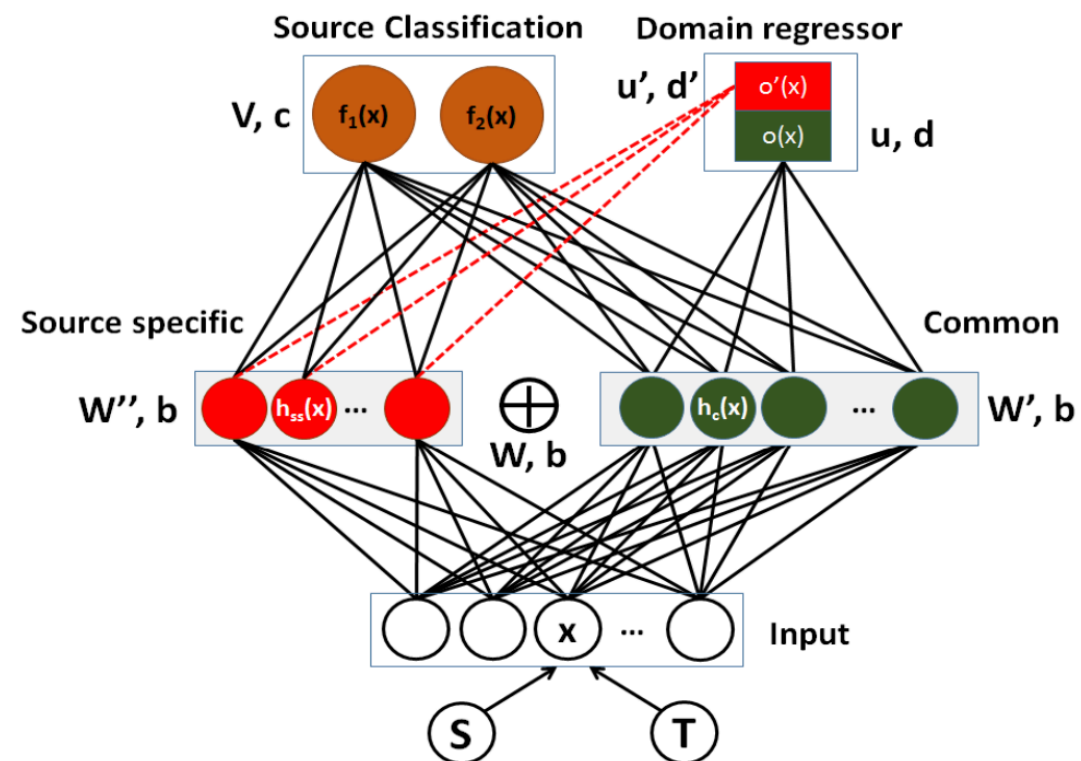 Source Classification
Domain regressor
V, c
f1(x)
f2(x)
u’, d’
o’(x)
o(x)
u, d
Source specific
Common
W'', b
hss(x)
...
W, b
hc(x)
...
W', b
x
...
Input
S
T